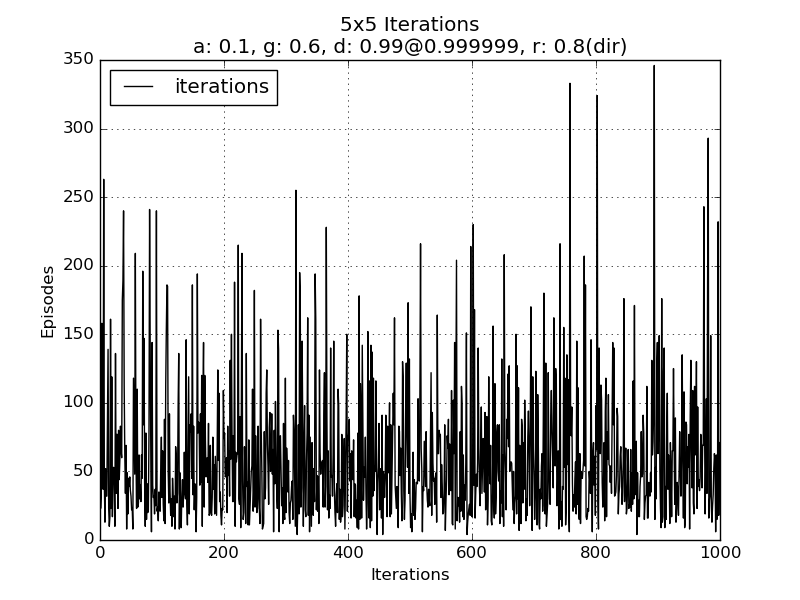 5x5 Iterations
a: 0.1, g: 0.6, d: 0.99@0.999999, r: 0.8(dir)
350
300
250
200
150
100
50
0
iterations
Episodes
0 200 400 600 800 1000
Iterations